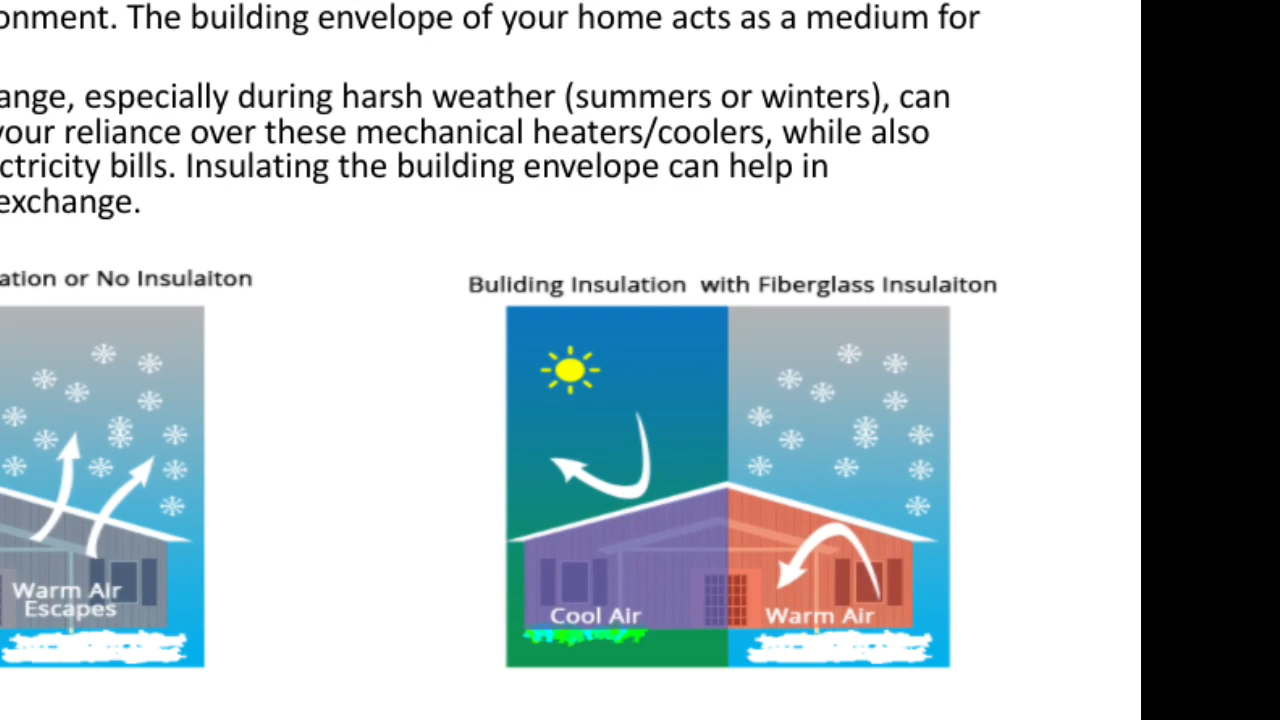 onment. The building envelope of your home acts as a medium for
ange, especially during harsh weather (summers or winters), can
your reliance over these mechanical heaters/coolers, while also
ctricity bills. Insulating the building envelope can help in
exchange.
ation or No Insulaiton
Buliding Insulation with Fiberglass Insulaiton
Warm Air
Escapes
Cool Air
Warm Air